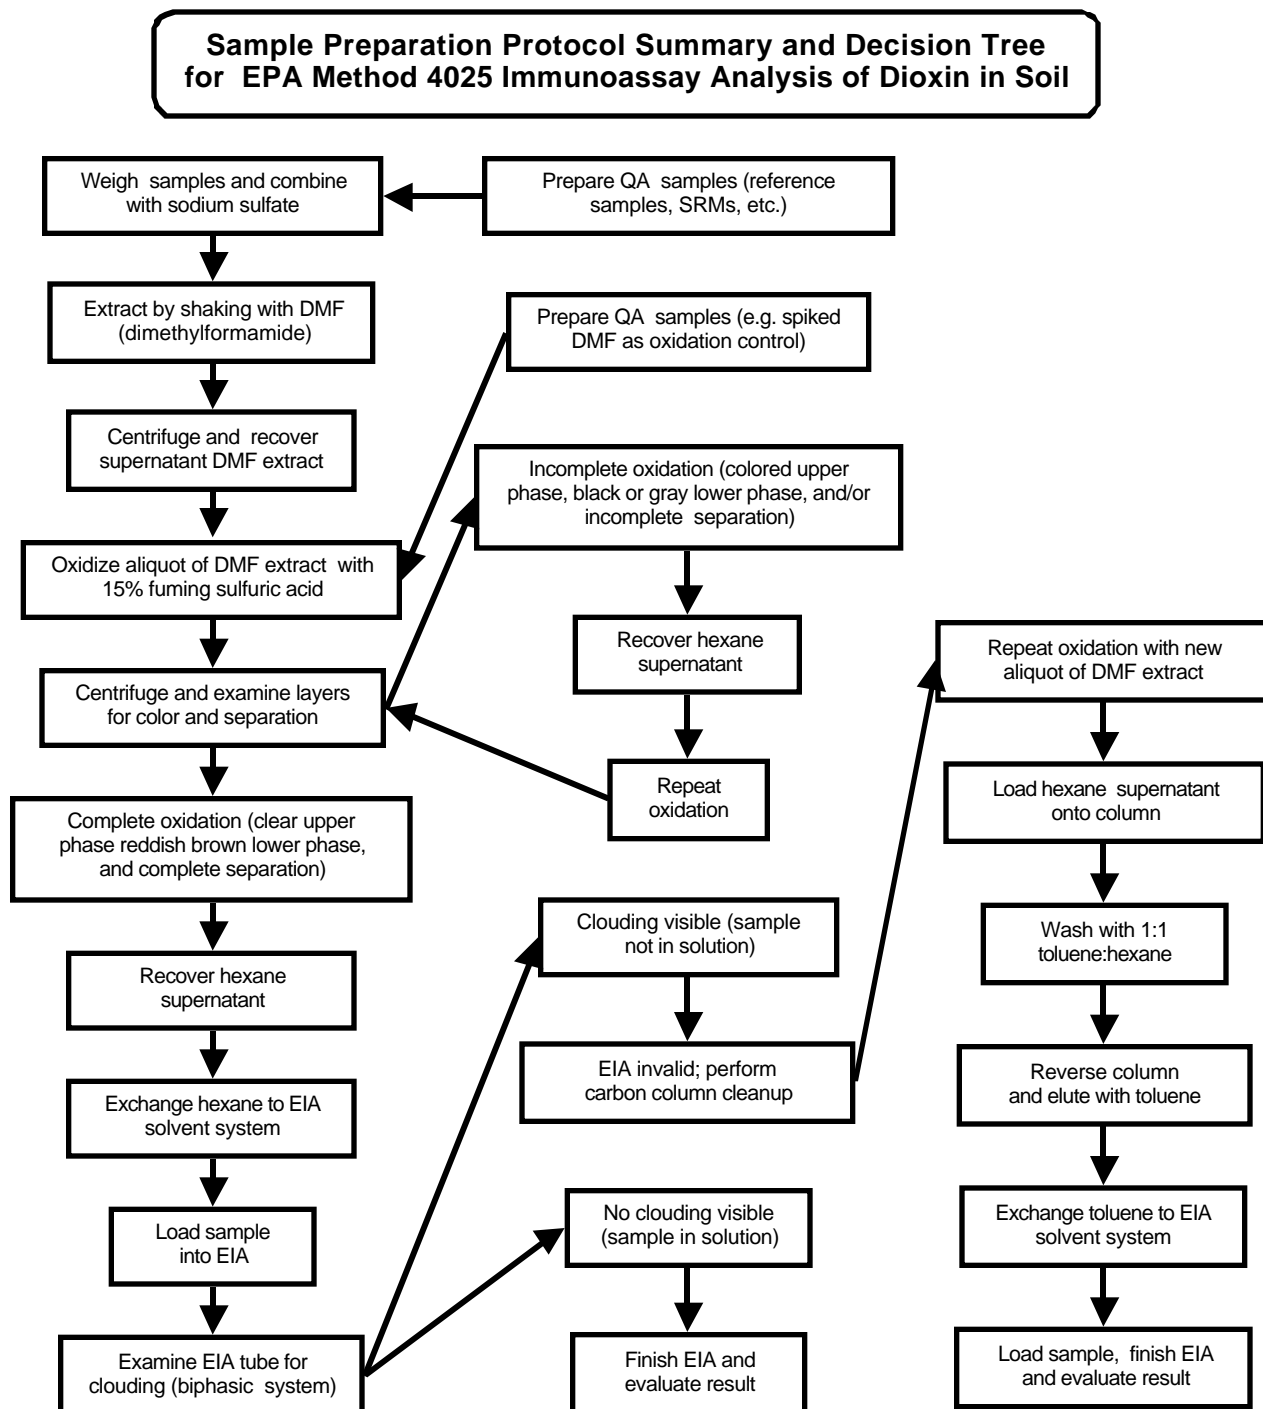 Sample Preparation Protocol Summary and Decision Tree
for EPA Method 4025 Immunoassay Analysis of Dioxin in Soil
Weigh samples and combine
with sodium sulfate
Prepare QA samples (reference
samples, SRMs, etc.)
Extract by shaking with DMF
(dimethylformamide)
Prepare QA samples (e.g. spiked
DMF as oxidation control)
Centrifuge and recover
supernatant DMF extract
Incomplete oxidation (colored upper
phase, black or gray lower phase, and/or
incomplete separation)
Oxidize aliquot of DMF extract with
15% fuming sulfuric acid
Recover hexane
supernatant
Centrifuge and examine layers
for color and separation
Repeat
oxidation
Complete oxidation (clear upper
phase reddish brown lower phase,
and complete separation)
Recover hexane
supernatant
Exchange hexane to EIA
solvent system
Load sample
into EIA
Examine EIA tube for
clouding (biphasic system)
Clouding visible (sample
not in solution)
EIA invalid; perform
carbon column cleanup
No clouding visible
(sample in solution)
Finish EIA and
evaluate result
Repeat oxidation with new
aliquot of DMF extract
Load hexane supernatant
onto column
Wash with 1:1
toluene:hexane
Reverse column
and elute with toluene
Exchange toluene to EIA
solvent system
Load sample, finish EIA
and evaluate result